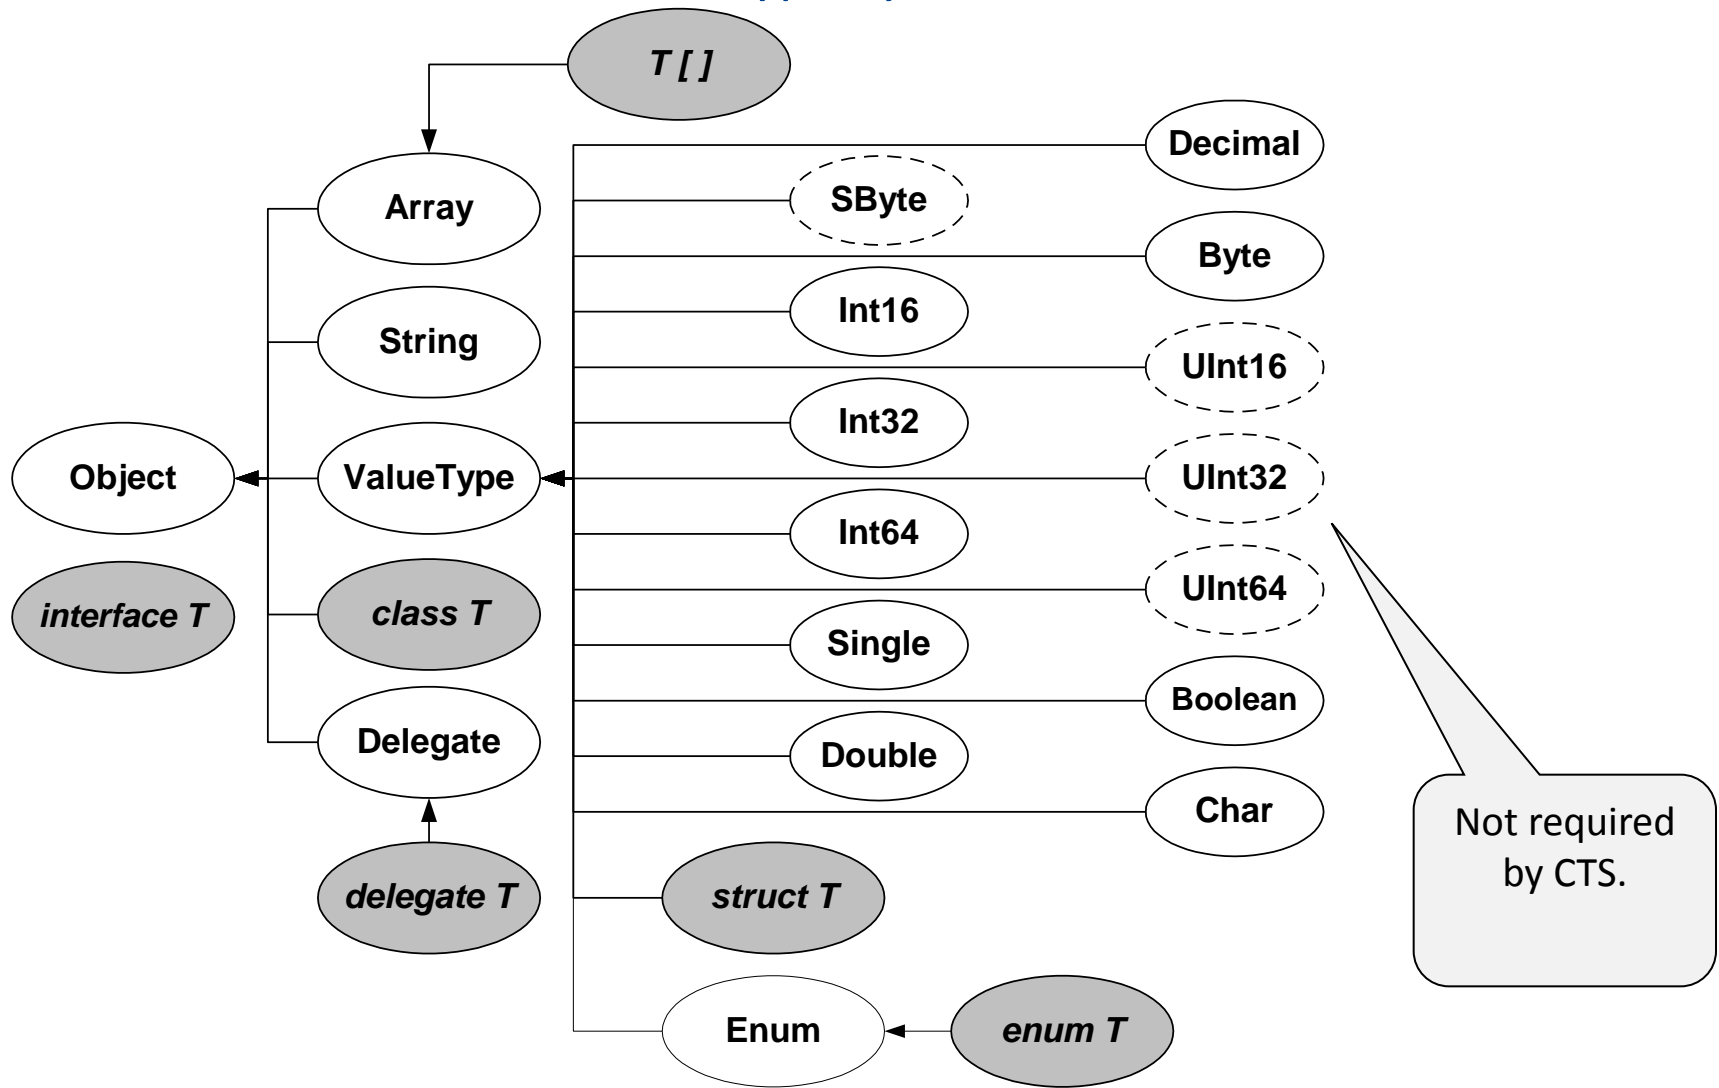 T [ ]
Decimal
SByte
Array
Byte
Int16
String
UInt16
Int32
Object
ValueType
UInt32
Int64
UInt64
interface T
class T
Single
Boolean
Delegate
Double
Char
Not required
by CTS.
delegate T
struct T
Enum
enum T